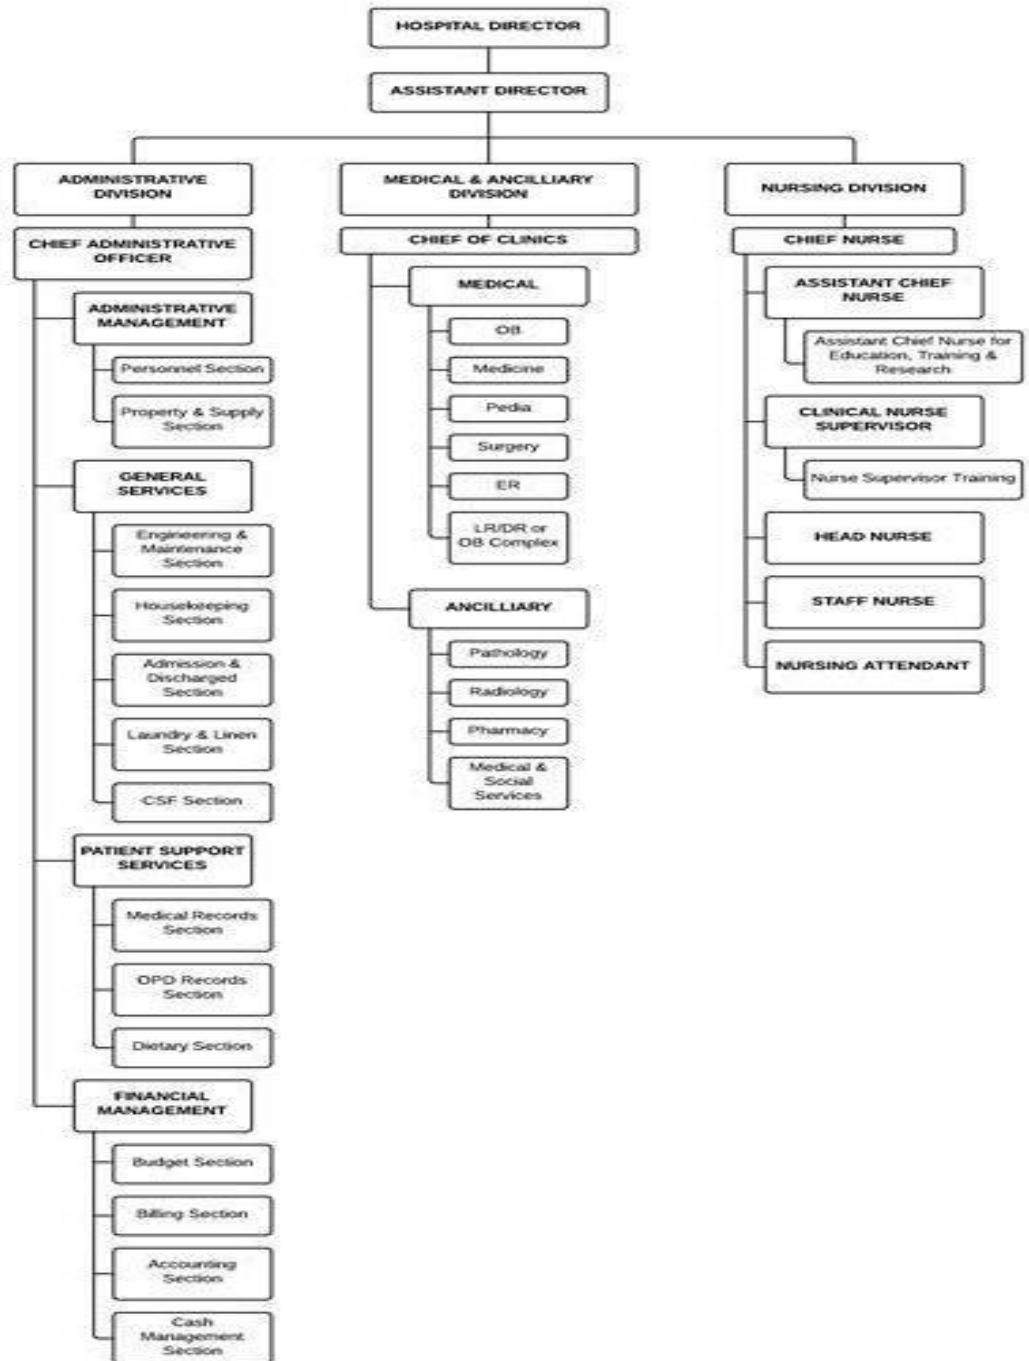 HOSPITAL DIRECTOR
ASSISTANT DIRECTOR
ADMINISTRATIVE
DIVISION
CHIEF ADMINISTRATIVE
OFFICER
ADMINISTRATIVE
MANAGEMENT
Personnel Section
Property & Supply
Section
GENERAL
SERVICES
Engineering &
Maintenance
Section
Housekeeping
Section
Admission &
Discharged
Section
Laundry & Linen
Section
CSF Section
PATIENT SUPPORT
SERVICES
Medical Records
Section
OPD Records
Section
Dietary Section
FINANCIAL
MANAGEMENT
Budget Section
Billing Section
Accounting
Section
Cash
Management
Section
MEDICAL & ANCILLIARY
DIVISION
CHIEF OF CLINICS
MEDICAL
OB
Medicine
Pedia
Surgery
ER
LR/DR or
OB Complex
ANCILLIARY
Pathology
Radiology
Pharmacy
Medical &
Social
Services
NURSING DIVISION
CHIEF NURSE
ASSISTANT CHIEF
NURSE
Assistant Chief Nurse for
Education, Training &
Research
CLINICAL NURSE
SUPERVISOR
Nurse Supervisor Training
HEAD NURSE
STAFF NURSE
NURSING ATTENDANT